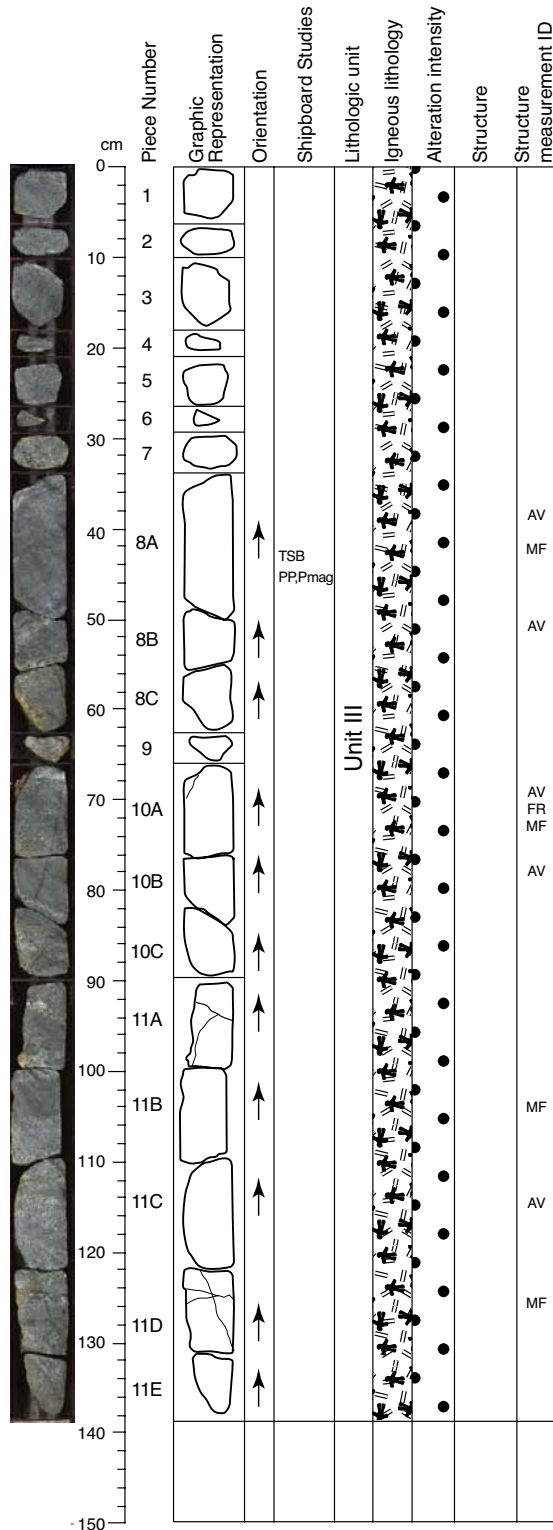 cm
Piece Number
Graphic
Representation
Orientation
Shipboard Studies
Lithologic unit
Igneous lithology
Alteration intensity
Structure
Structure
measurement ID
0
1
2
10
3
4
20
5
6
30
7
AV
40
8A
TSB
MF
PP,Pmag
50
AV
8B
8C
60
Unit III
9
70
AV
10A
FR
MF
80
10B
AV
10C
90
11A
100
11B
MF
110
11C
AV
120
MF
11D
130
11E
140
150